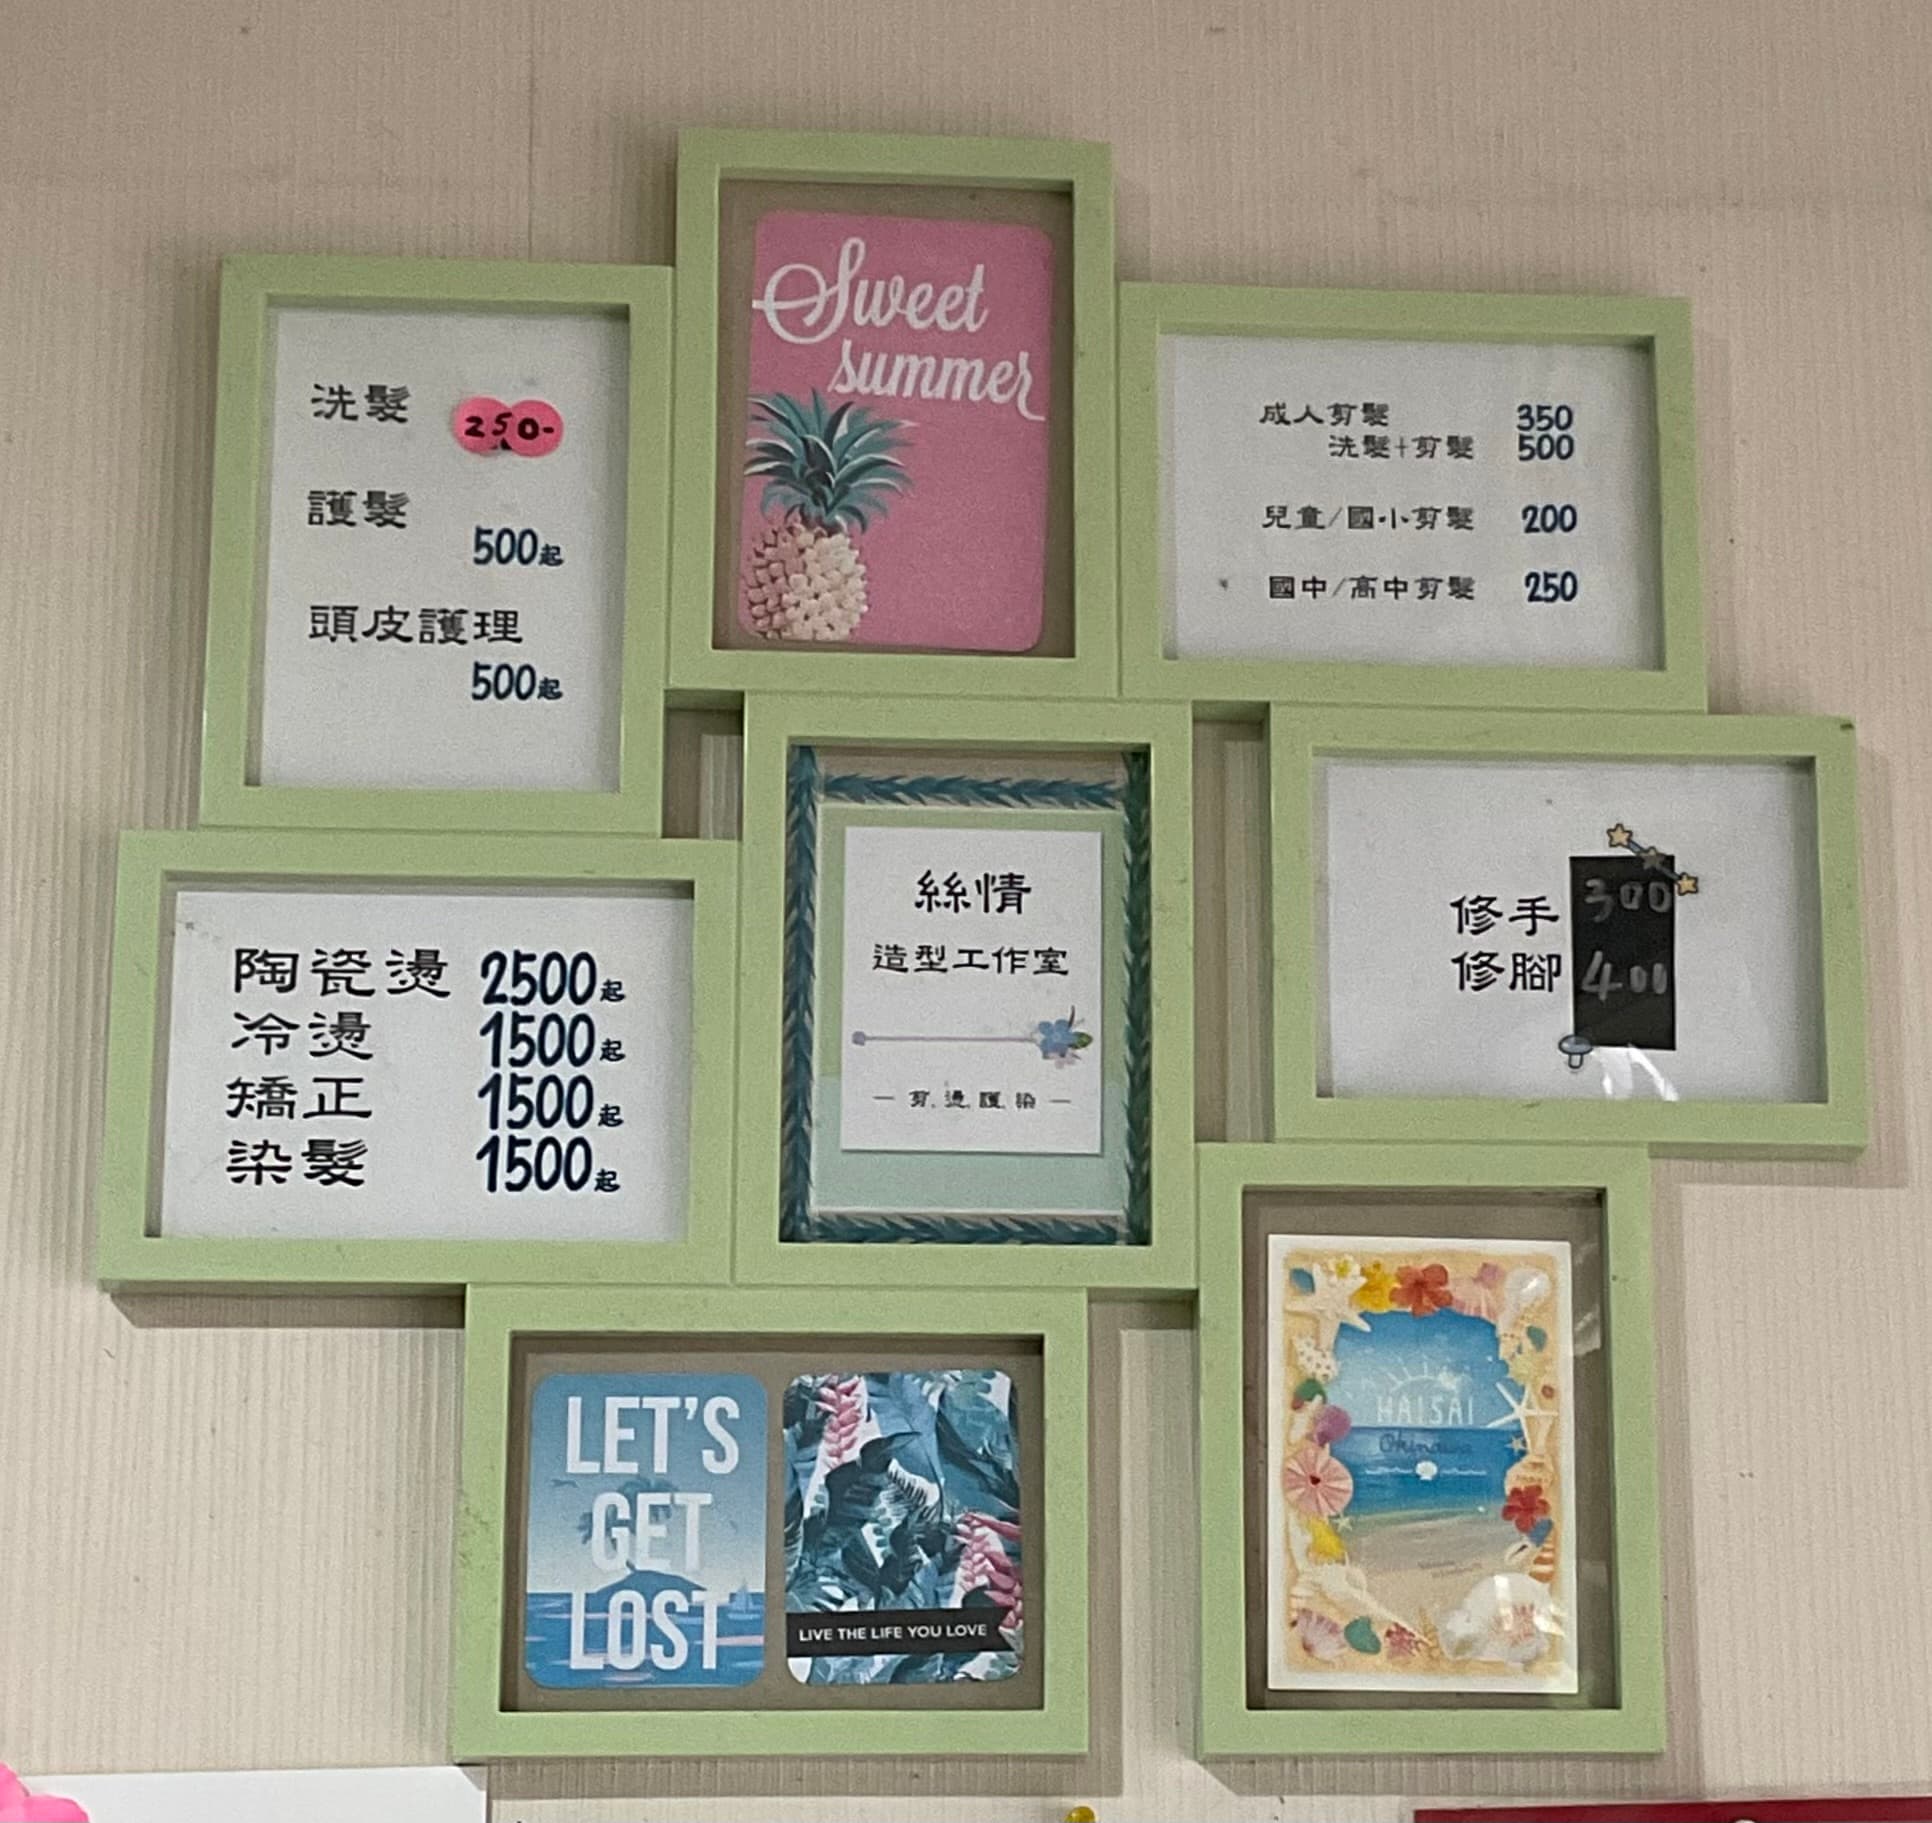 Sweet
summer
洗髮 250-
護髮
500起
頭皮護理
500起
成人剪髮 350
洗髮+剪髮 500
兒童/國小剪髮 200
國中/高中剪髮 250
陶瓷燙 2500起
冷燙 1500起
矯正 1500起
染髮 1500起
絲情
造型工作室
— 剪.燙.護.染 —
修手 300
修腳 400
LET'S
GET
LOST
LIVE THE LIFE YOU LOVE
HAISAI
Okinawa